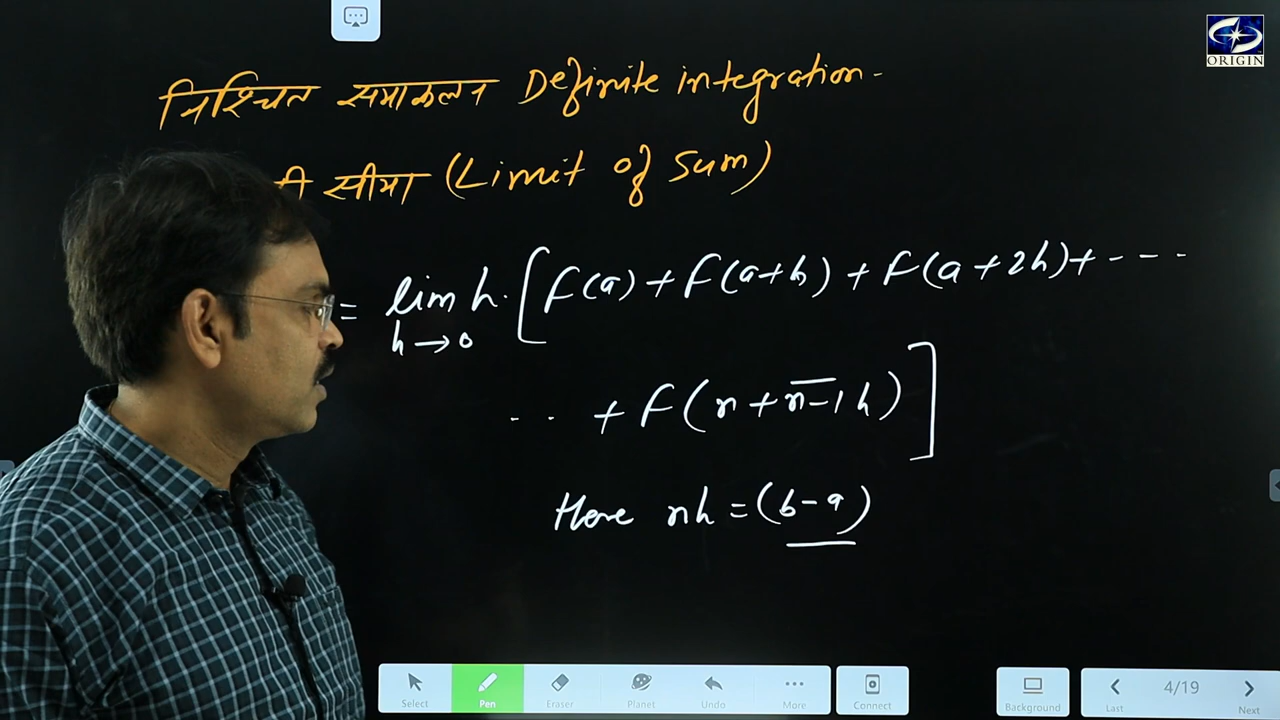 ORIGIN
निश्चित समाकलन Definite integration.
की सीमा (Limit of Sum)
= lim h→0 h. [f(a) + f(a+h) + f(a+2h) + ----
.. + f(n + n̅-̅1̅ h)]
Here nh = (b-a)
Select Pen Eraser Planet Undo More Connect Background Last 4/19 Next